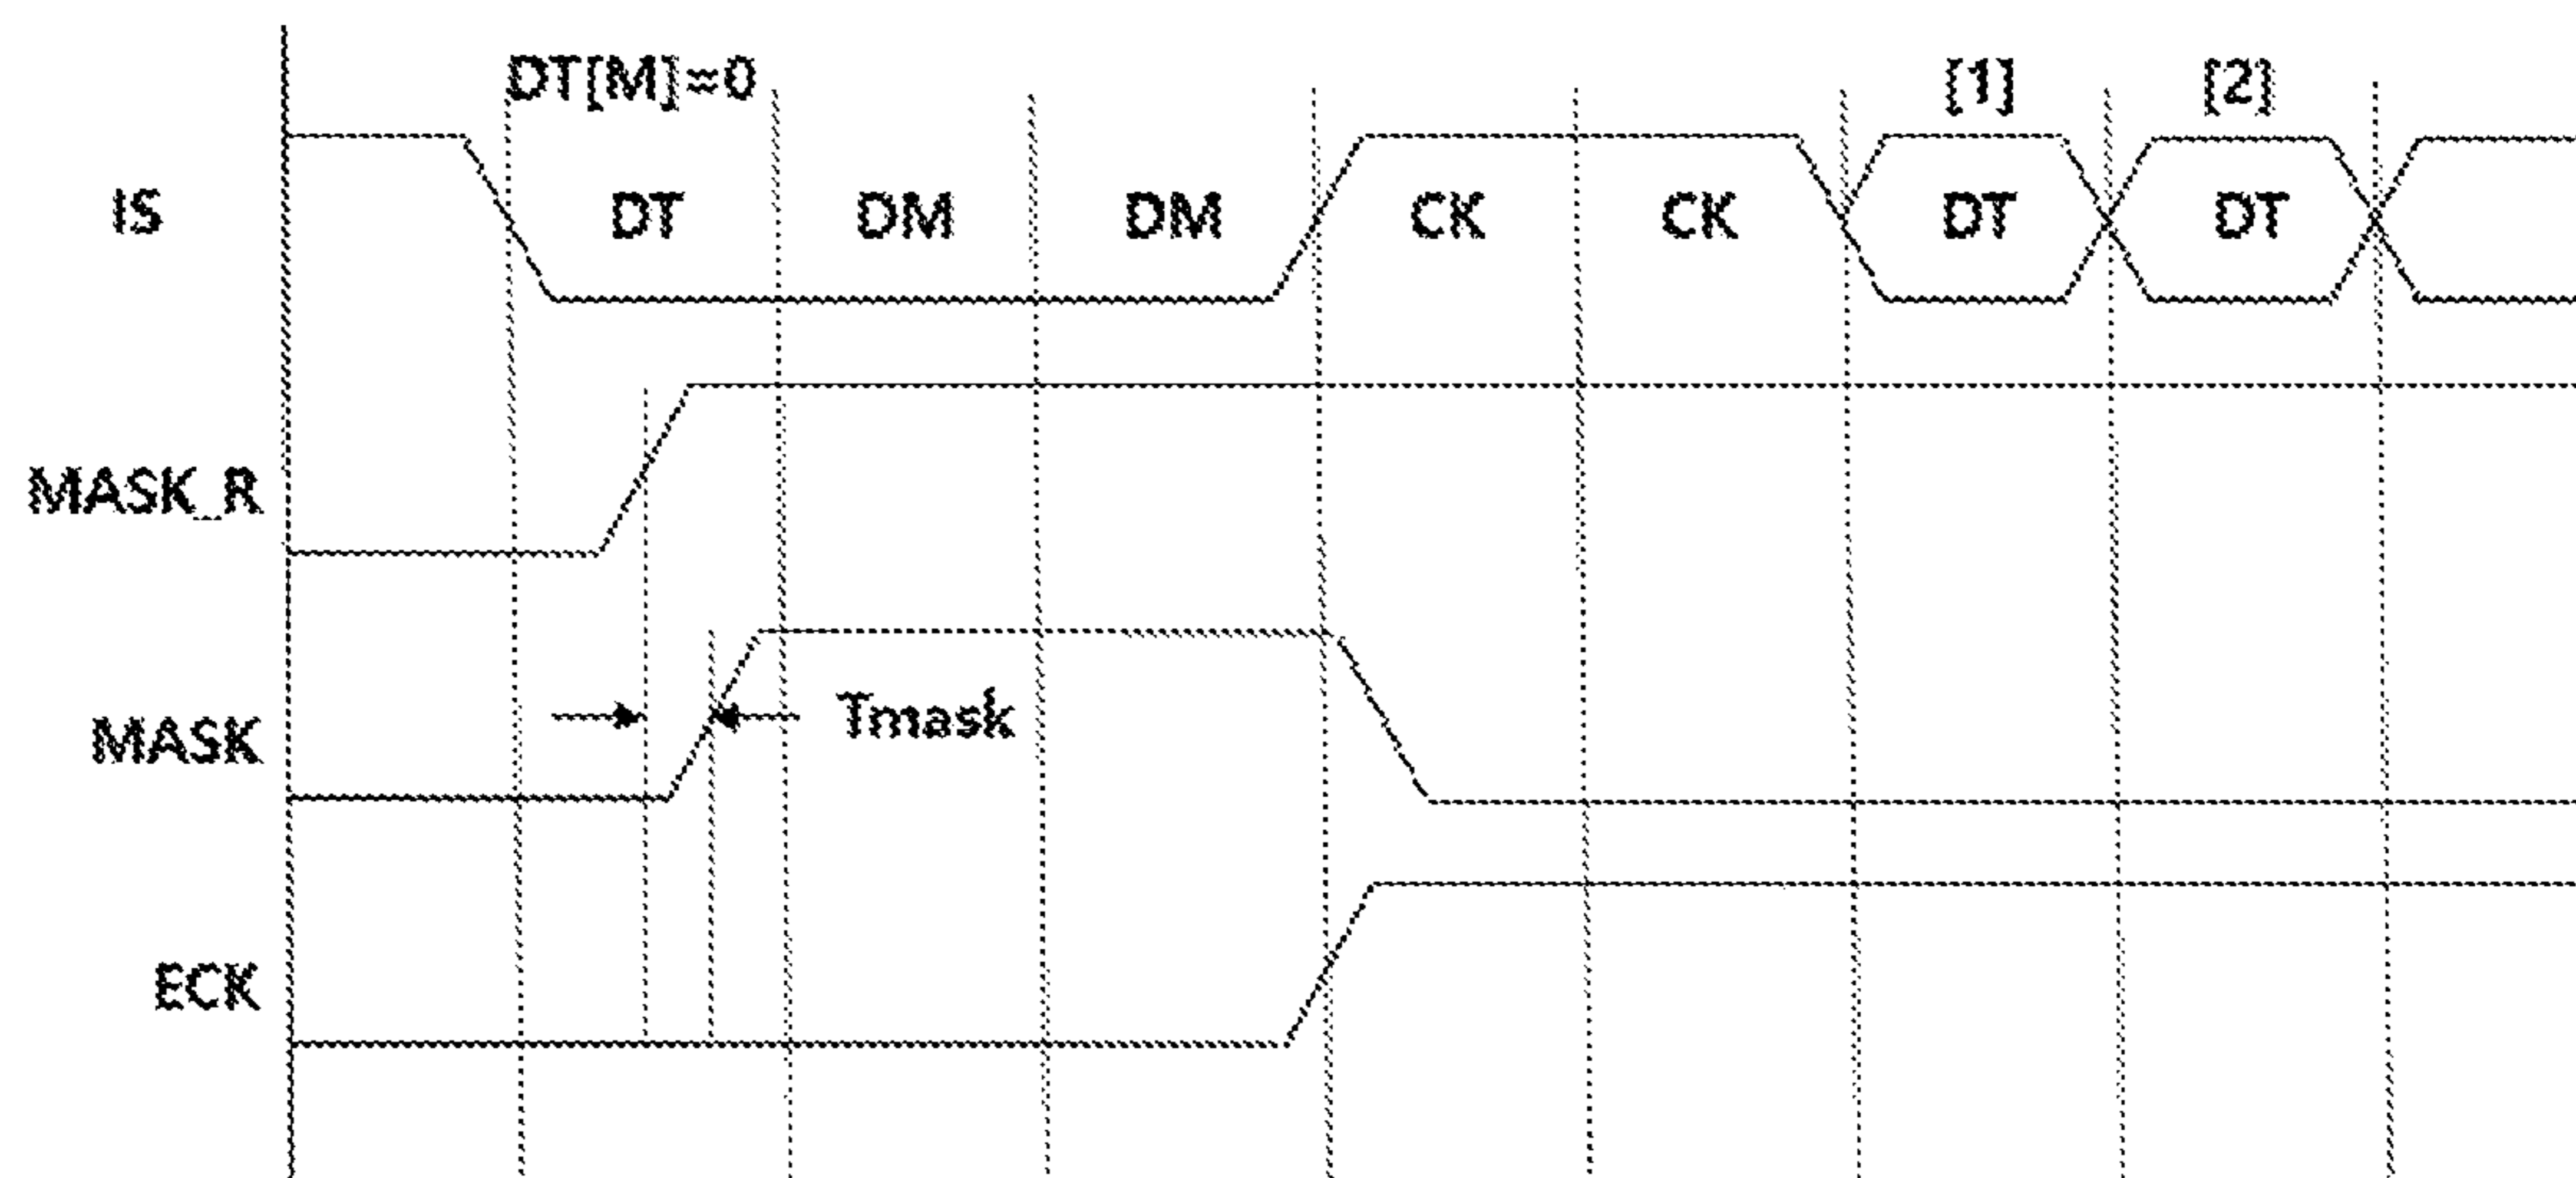 DT[M]=0 [1] [2]
IS DT DM DM CK CK DT DT
MASK_R
MASK Tmask
ECK